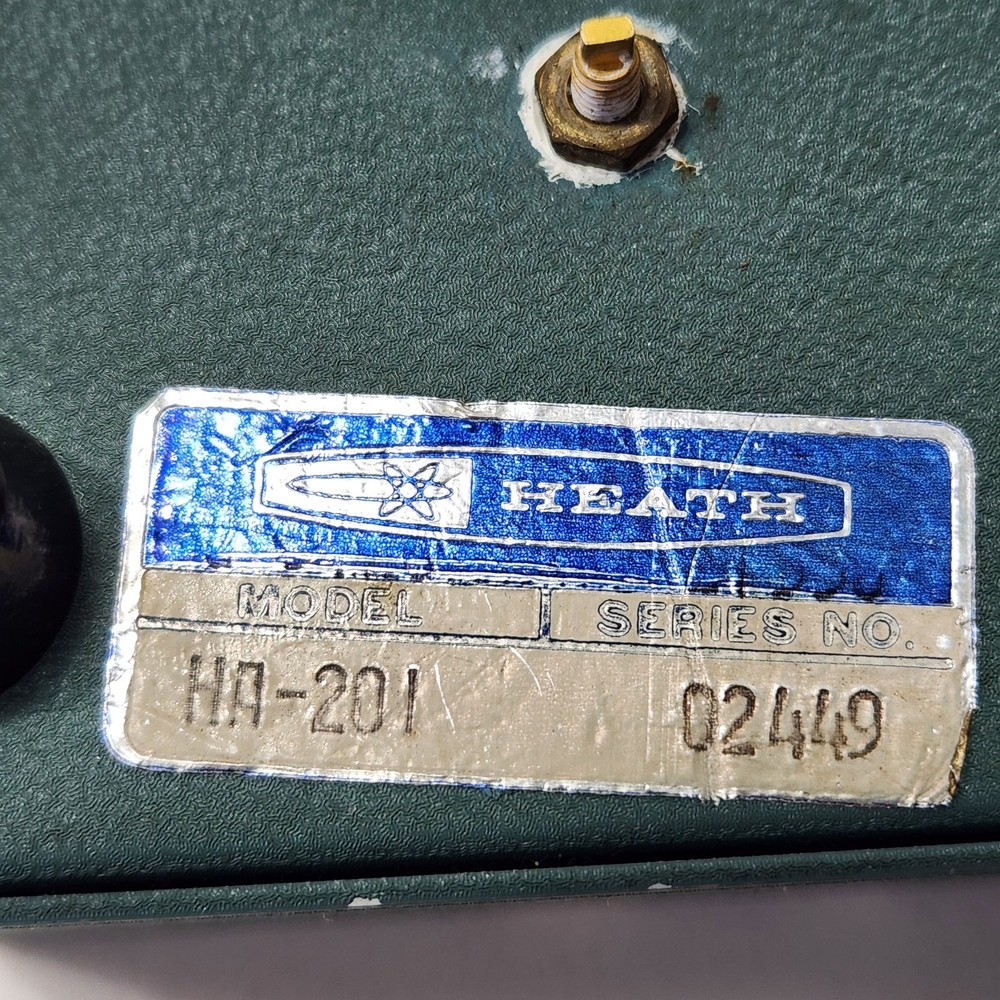 HEATH
MODEL SERIES NO.
HA-201 02449